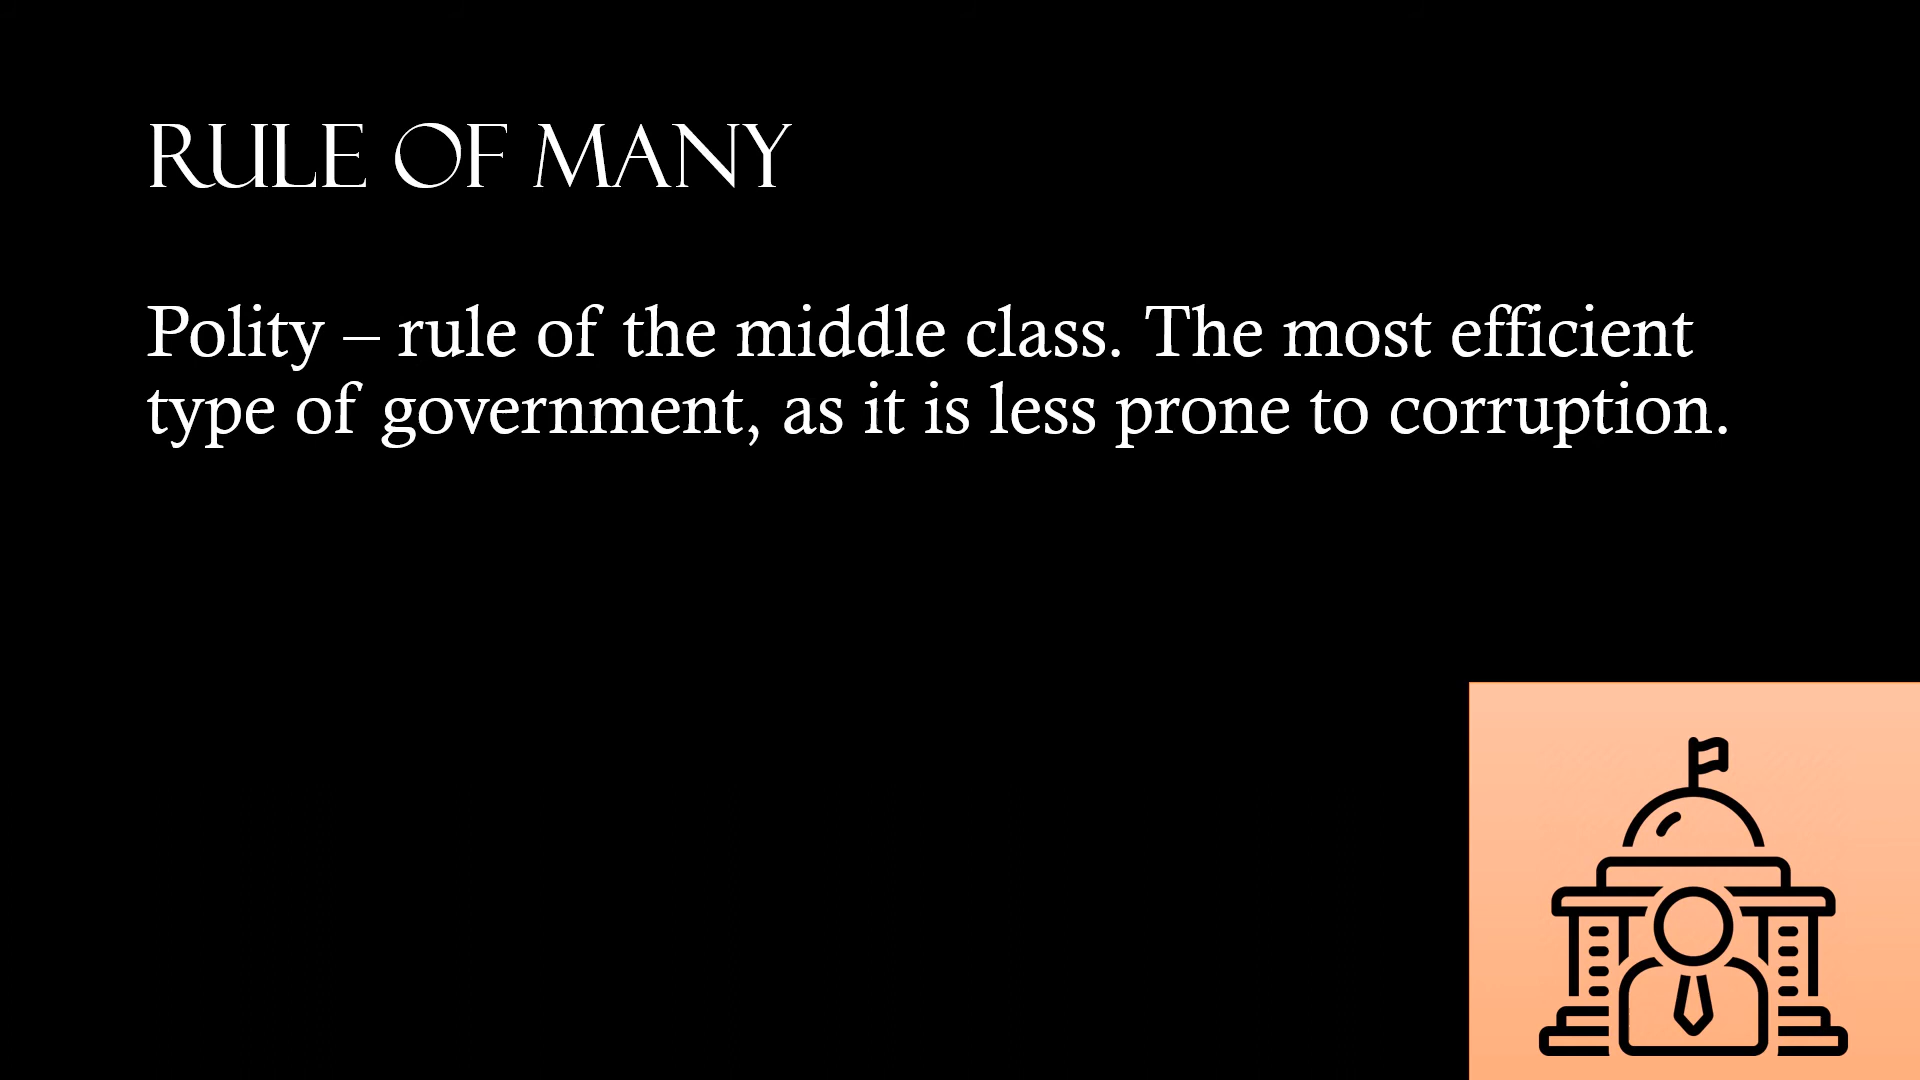 RULE OF MANY
Polity – rule of the middle class. The most efficient
type of government, as it is less prone to corruption.